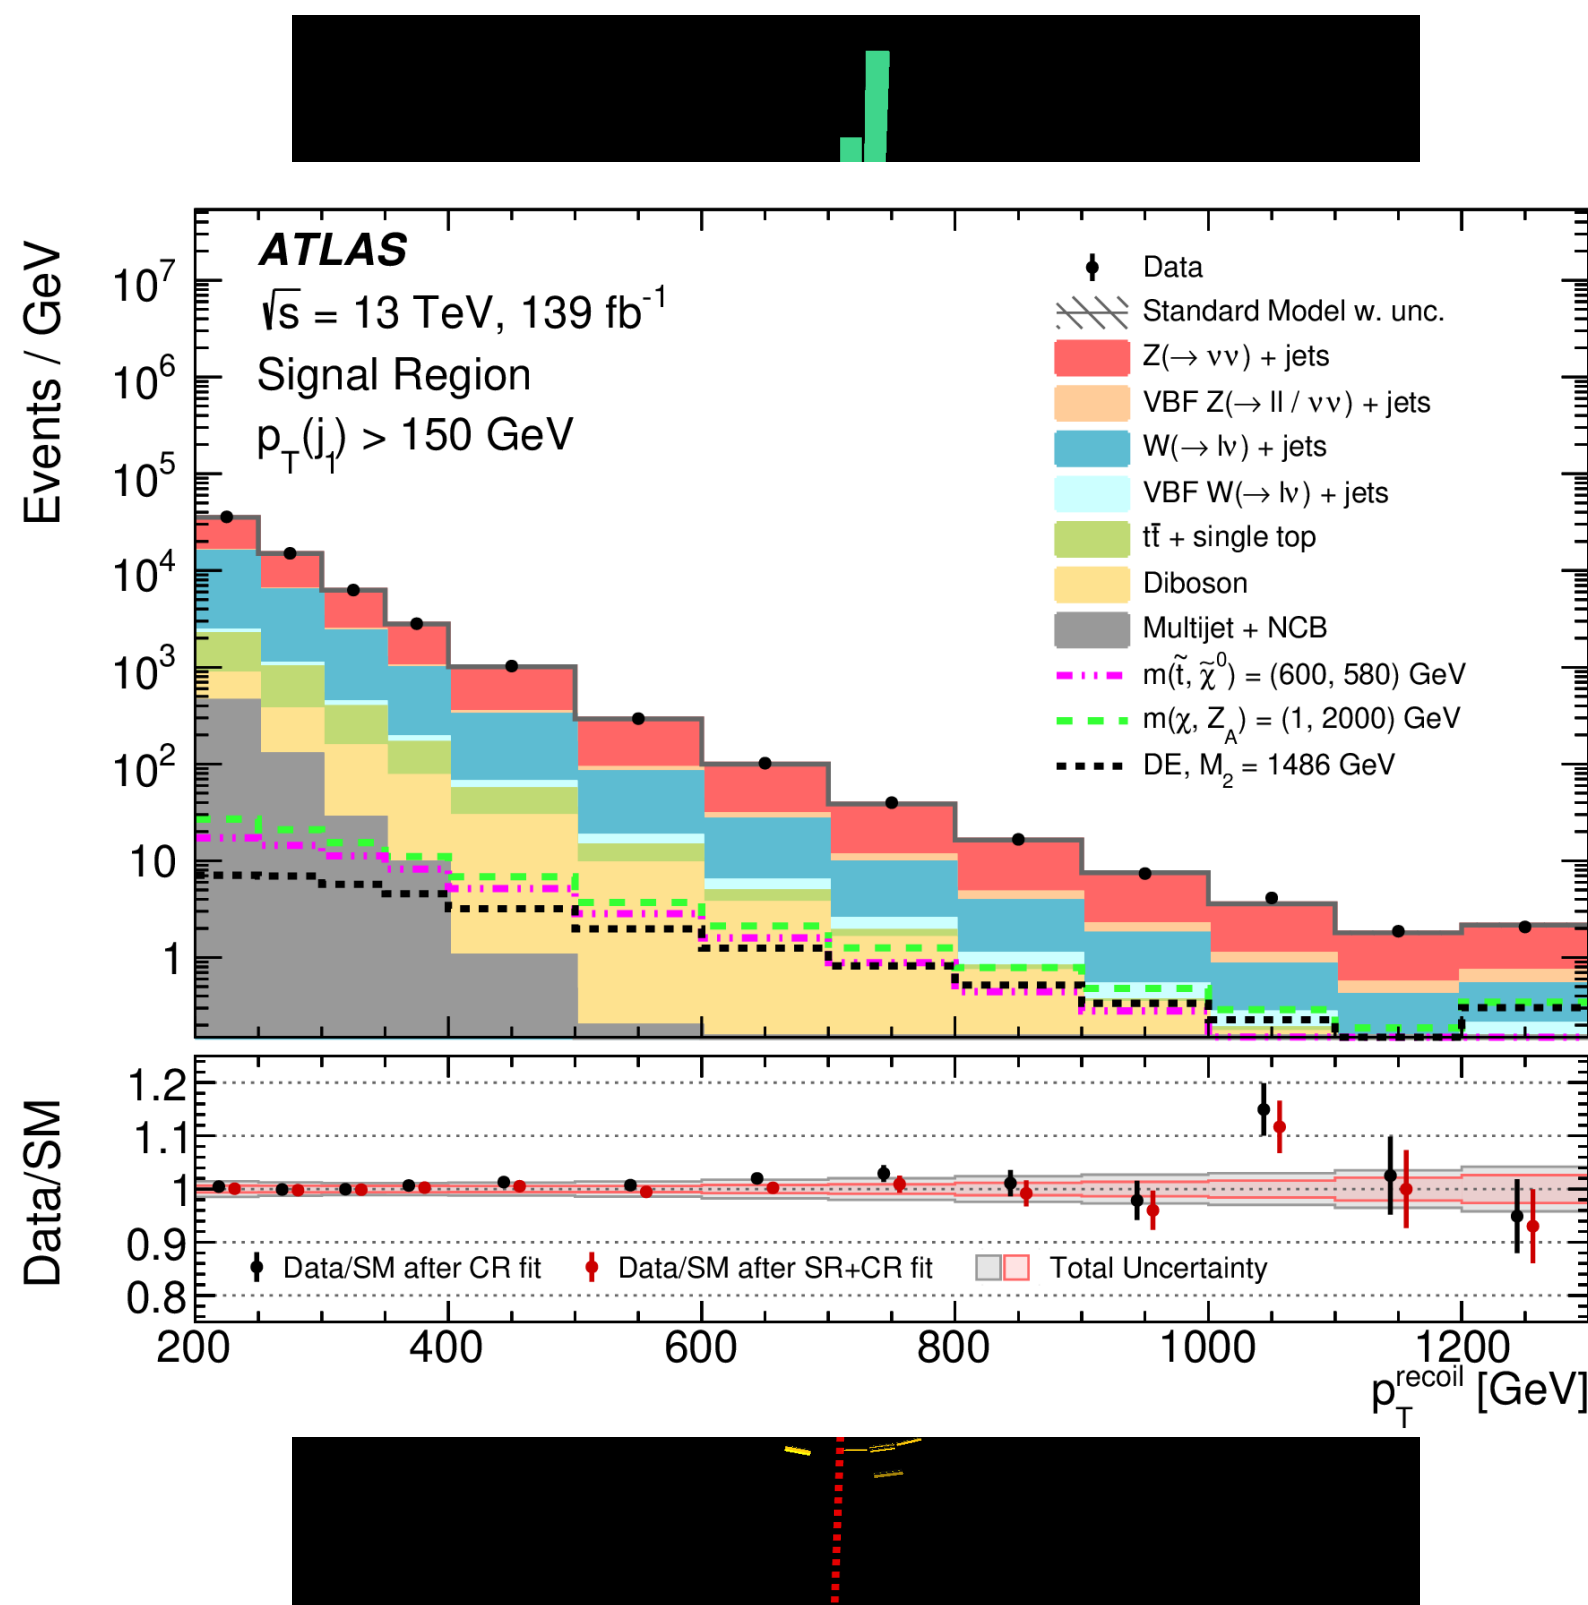 Events / GeV
10⁷
10⁶
10⁵
10⁴
10³
10²
10
1
ATLAS
√s = 13 TeV, 139 fb⁻¹
Signal Region
p_T(j₁) > 150 GeV
Data
Standard Model w. unc.
Z(→ νν) + jets
VBF Z(→ ll / νν) + jets
W(→ lν) + jets
VBF W(→ lν) + jets
tt̄ + single top
Diboson
Multijet + NCB
m(t̃, χ̃⁰) = (600, 580) GeV
m(χ, Z_A) = (1, 2000) GeV
DE, M₂ = 1486 GeV
Data/SM
1.2
1.1
1
0.9
0.8
Data/SM after CR fit
Data/SM after SR+CR fit
Total Uncertainty
200 400 600 800 1000 1200
p_T^recoil [GeV]